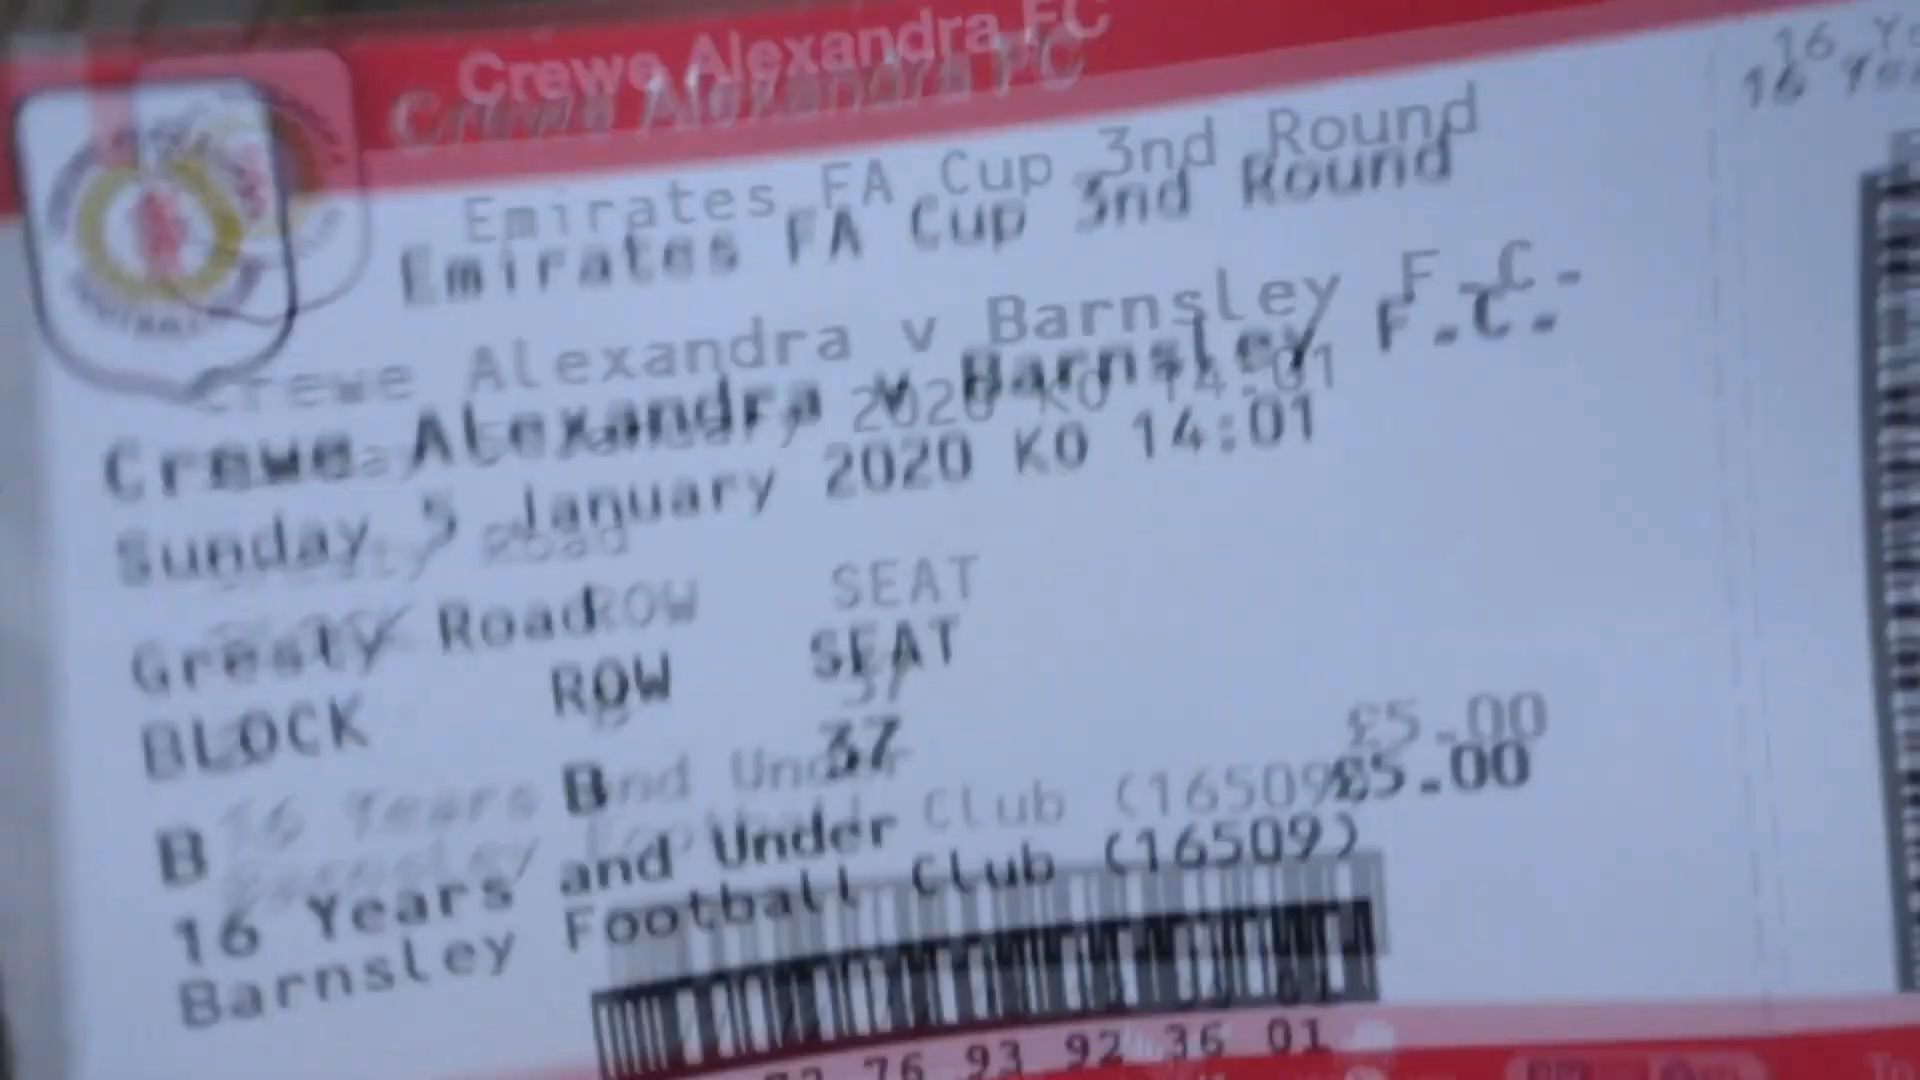 Crewe Alexandra FC
Emirates FA Cup 3nd Round
Crewe Alexandra v Barnsley F.C.
Sunday, 5 January 2020 KO 14:01
Gresty Road
BLOCK ROW SEAT
B B 37
16 Years and Under £5.00
Barnsley Football Club (16509)
76 93 92 36 01
16